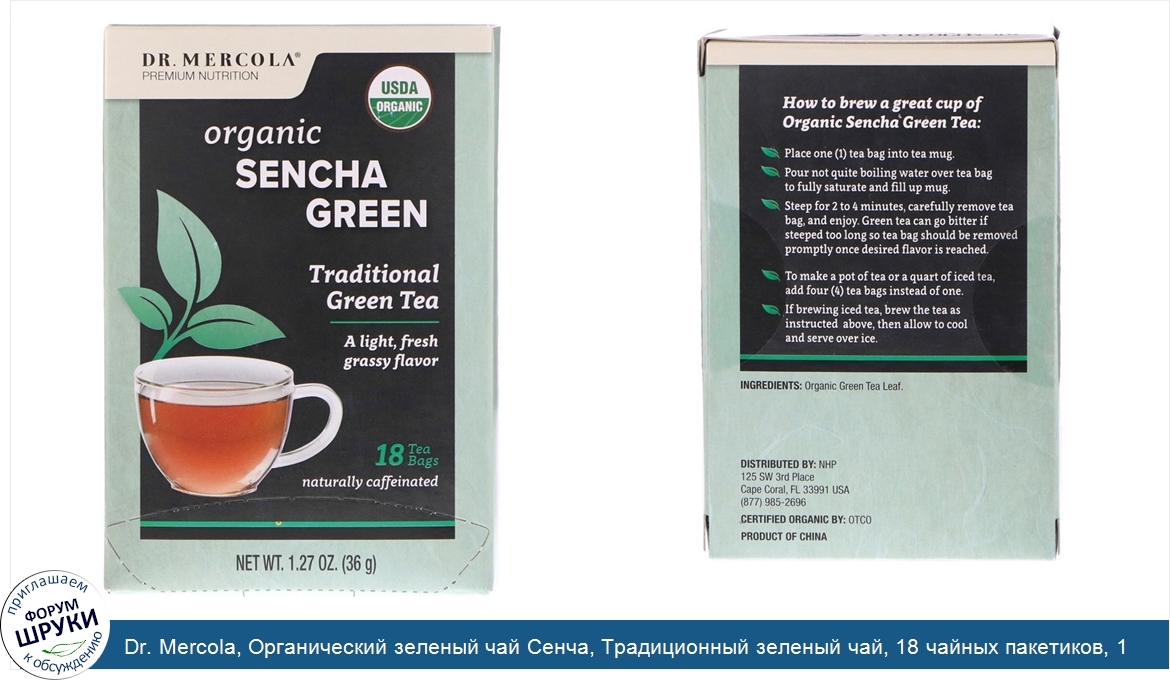 DR. MERCOLA®
PREMIUM NUTRITION
USDA
ORGANIC
organic
SENCHA
GREEN
Traditional
Green Tea
A light, fresh
grassy flavor
18 Tea
Bags
naturally caffeinated
NET WT. 1.27 OZ. (36 g)
How to brew a great cup of
Organic Sencha Green Tea:
Place one (1) tea bag into tea mug.
Pour not quite boiling water over tea bag
to fully saturate and fill up mug.
Steep for 2 to 4 minutes, carefully remove tea
bag, and enjoy. Green tea can go bitter if
steeped too long so tea bag should be removed
promptly once desired flavor is reached.
To make a pot of tea or a quart of iced tea,
add four (4) tea bags instead of one.
If brewing iced tea, brew the tea as
instructed above, then allow to cool
and serve over ice.
INGREDIENTS: Organic Green Tea Leaf.
DISTRIBUTED BY: NHP
125 SW 3rd Place
Cape Coral, FL 33991 USA
(877) 985-2696
CERTIFIED ORGANIC BY: OTCO
PRODUCT OF CHINA
приглашаем
ФОРУМ
ШРУКИ
к обсуждению
Dr. Mercola, Органический зеленый чай Сенча, Традиционный зеленый чай, 18 чайных пакетиков, 1